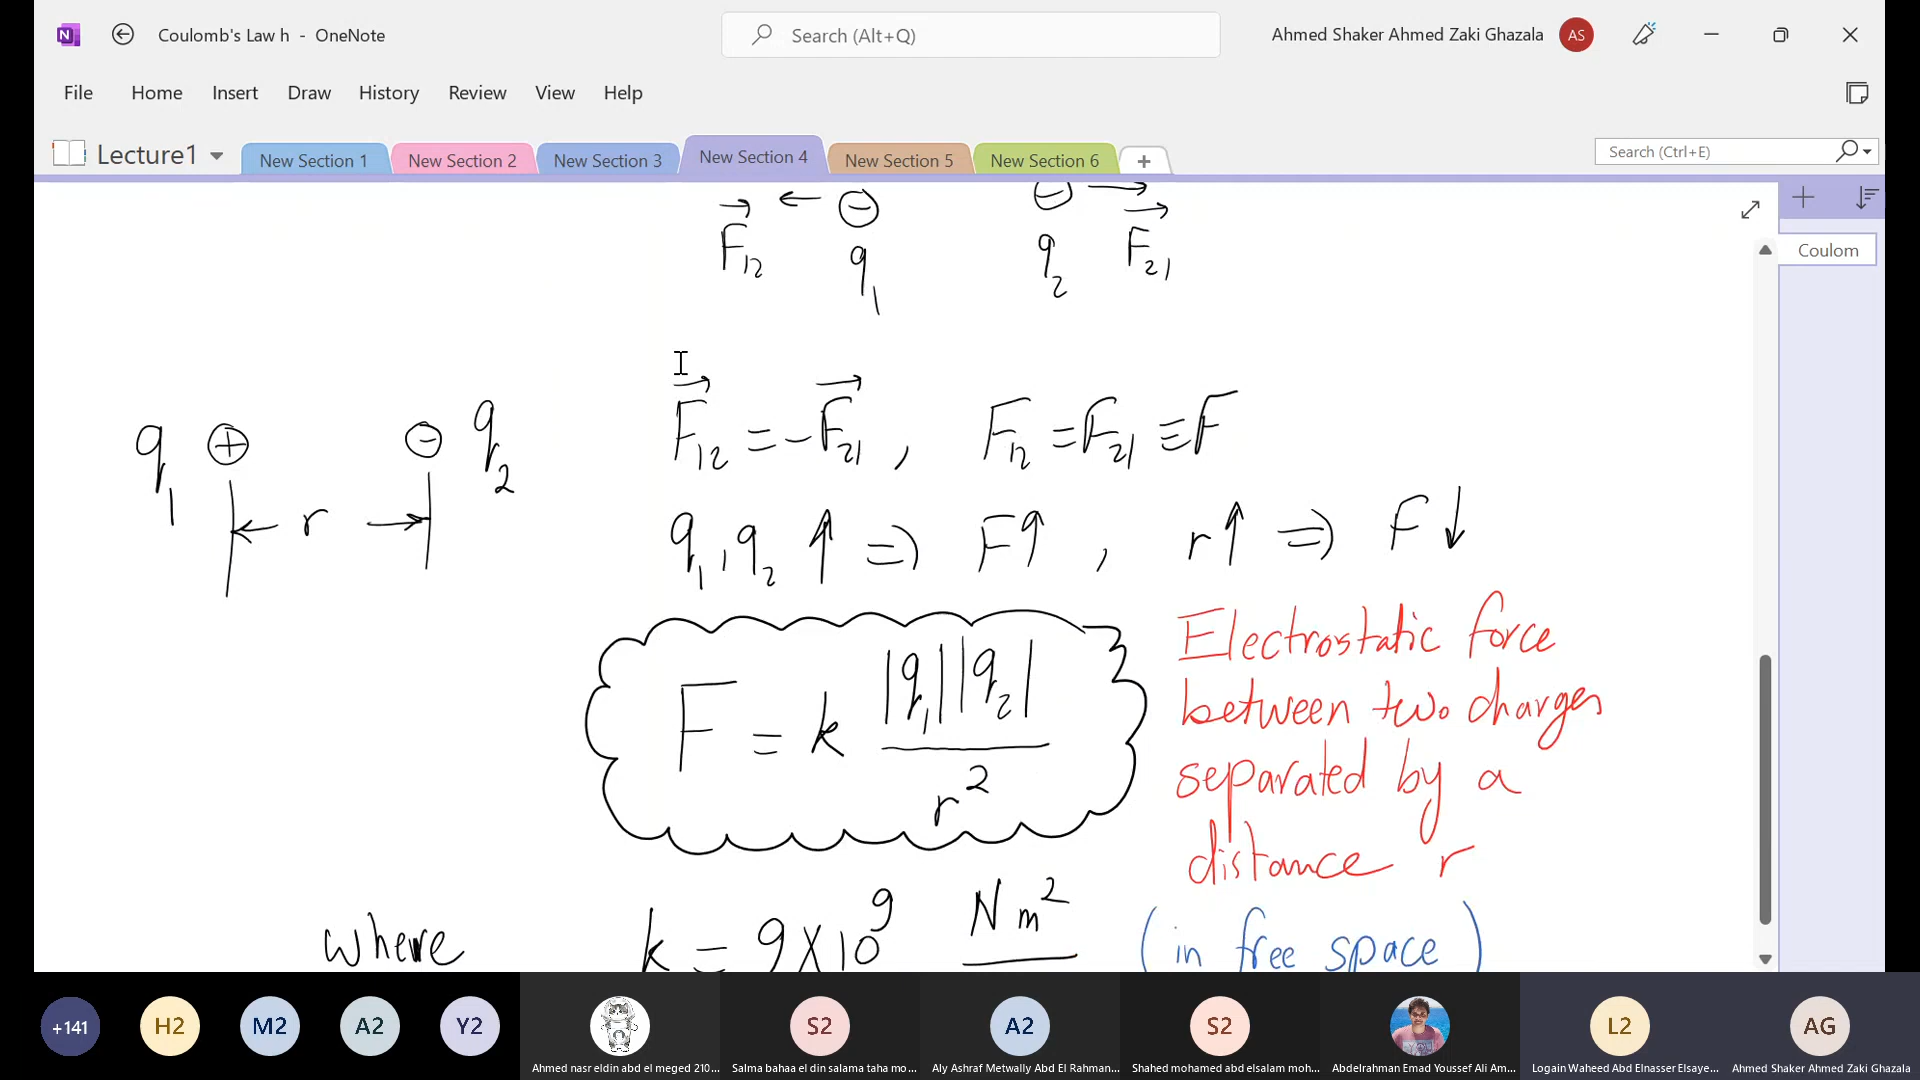 Coulomb's Law h - OneNote
Search (Alt+Q)
Ahmed Shaker Ahmed Zaki Ghazala
AS
File Home Insert Draw History Review View Help
Lecture1
New Section 1
New Section 2
New Section 3
New Section 4
New Section 5
New Section 6
+
Search (Ctrl+E)
Coulom
F₁₂ ← ⊖ ⊖ → F₂₁
q₁ q₂
q₁ ⊕ ⊖ q₂
← r →
F⃗₁₂ = -F⃗₂₁ , F₁₂ = F₂₁ ≡ F
q₁, q₂ ↑ ⇒ F↑ , r↑ ⇒ F↓
F = k |q₁||q₂| / r²
Electrostatic force
between two charges
separated by a
distance r
where k = 9 X 10⁹ N m² (in free space)
+141
H2
M2
A2
Y2
S2
A2
S2
L2
AG
Ahmed nasr eldin abd el meged 210...
Salma bahaa el din salama taha mo...
Aly Ashraf Metwally Abd El Rahman...
Shahed mohamed abd elsalam moh...
Abdelrahman Emad Youssef Ali Am...
Logain Waheed Abd Elnasser Elsaye...
Ahmed Shaker Ahmed Zaki Ghazala